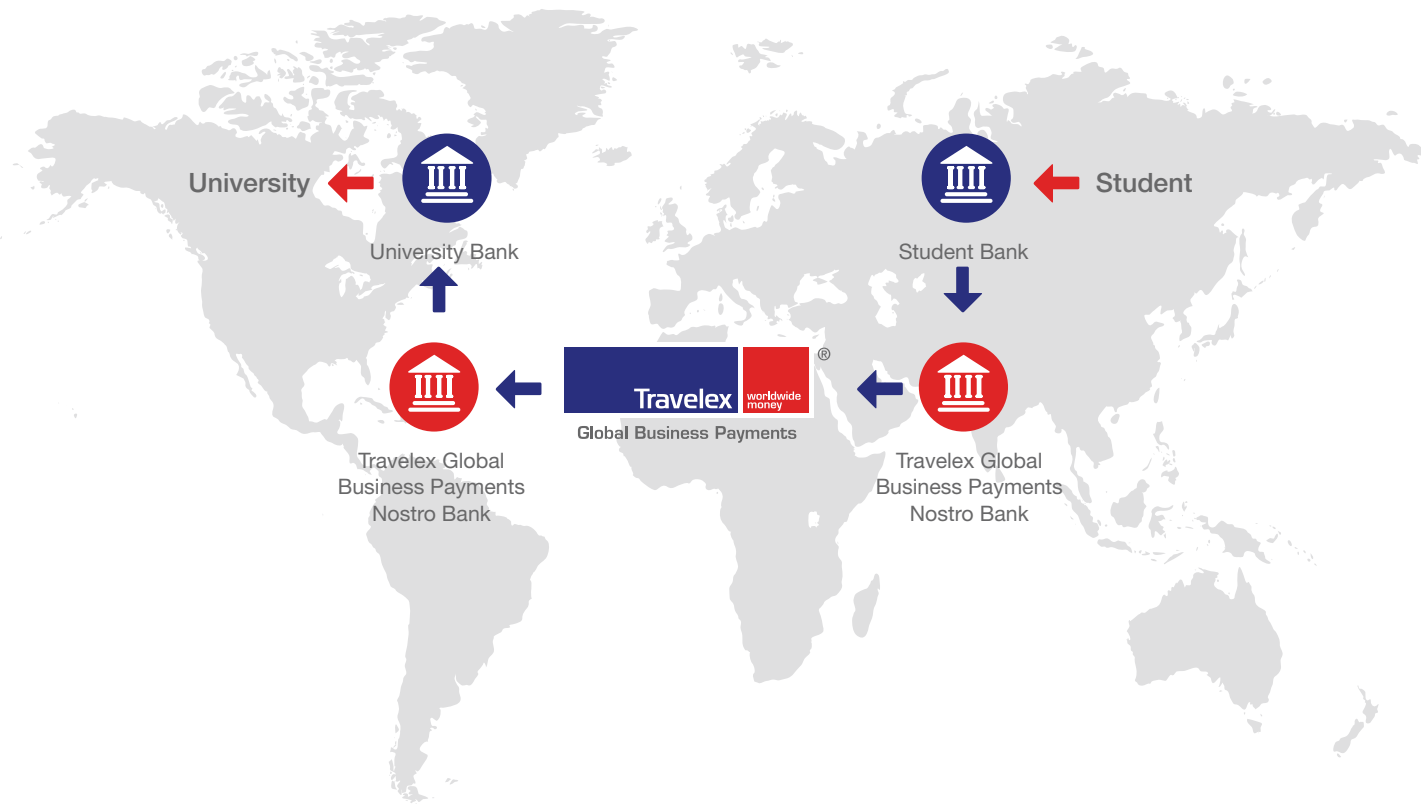 University
Student
University Bank
Student Bank
Travelex
worldwide
money
®
Global Business Payments
Travelex Global
Business Payments
Nostro Bank
Travelex Global
Business Payments
Nostro Bank